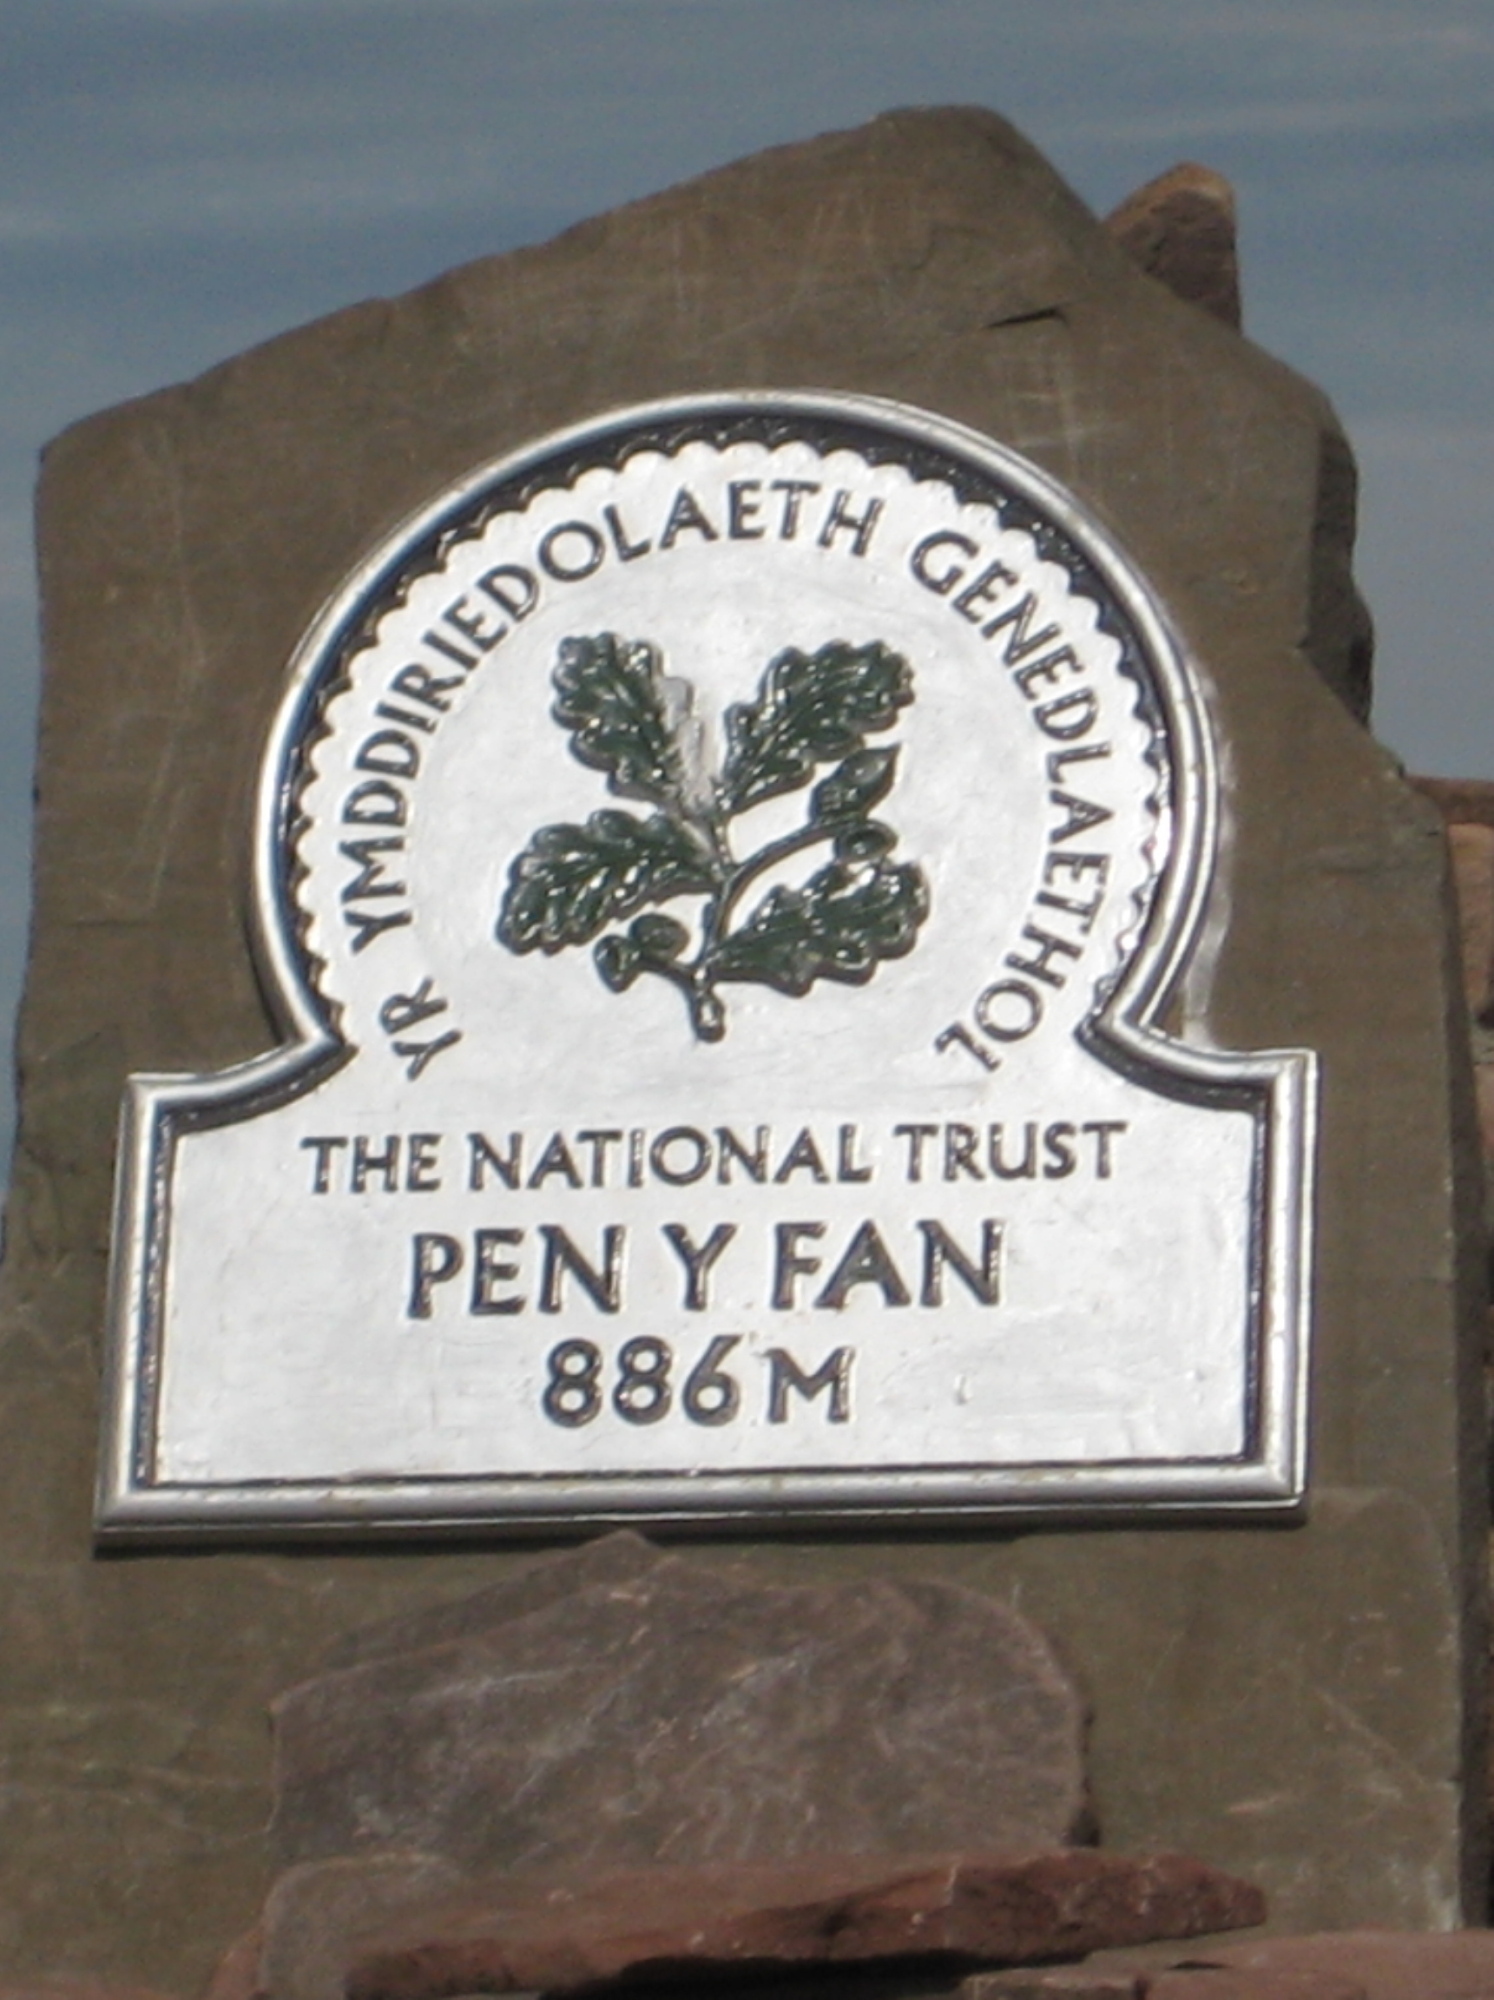 YR YMDDIRIEDOLAETH GENEDLAETHOL
THE NATIONAL TRUST
PEN Y FAN
886M